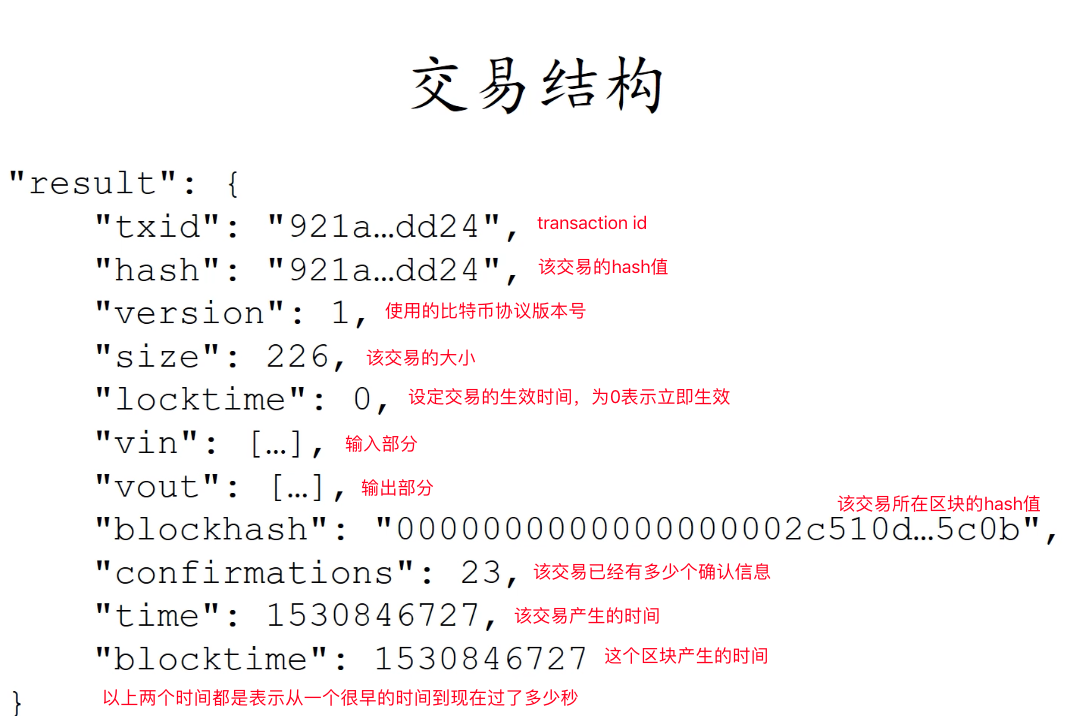 交易结构
"result": {
"txid": "921a…dd24", transaction id
"hash": "921a…dd24", 该交易的hash值
"version": 1, 使用的比特币协议版本号
"size": 226, 该交易的大小
"locktime": 0, 设定交易的生效时间，为0表示立即生效
"vin": […], 输入部分
"vout": […], 输出部分
该交易所在区块的hash值
"blockhash": "0000000000000000002c510d…5c0b",
"confirmations": 23, 该交易已经有多少个确认信息
"time": 1530846727, 该交易产生的时间
"blocktime": 1530846727 这个区块产生的时间
} 以上两个时间都是表示从一个很早的时间到现在过了多少秒